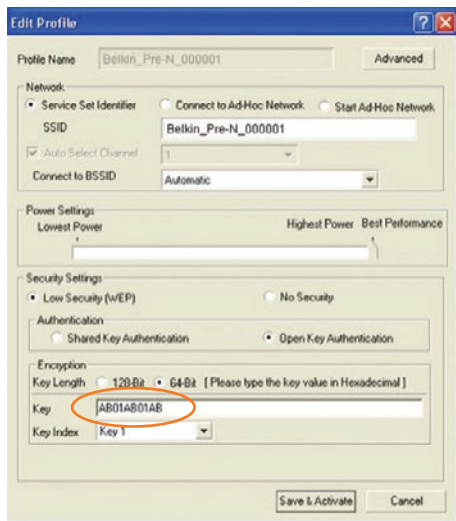 Edit Profile
Profile Name Belkin_Pre-N_000001 Advanced
Network
Service Set Identifier Connect to Ad-Hoc Network Start Ad-Hoc Network
SSID Belkin_Pre-N_000001
Auto Select Channel 1
Connect to BSSID Automatic
Power Settings
Lowest Power Highest Power Best Performance
Security Settings
Low Security (WEP) No Security
Authentication
Shared Key Authentication Open Key Authentication
Encryption
Key Length 128-Bit 64-Bit [ Please type the key value in Hexadecimal ]
Key AB01AB01AB
Key Index Key 1
Save & Activate Cancel